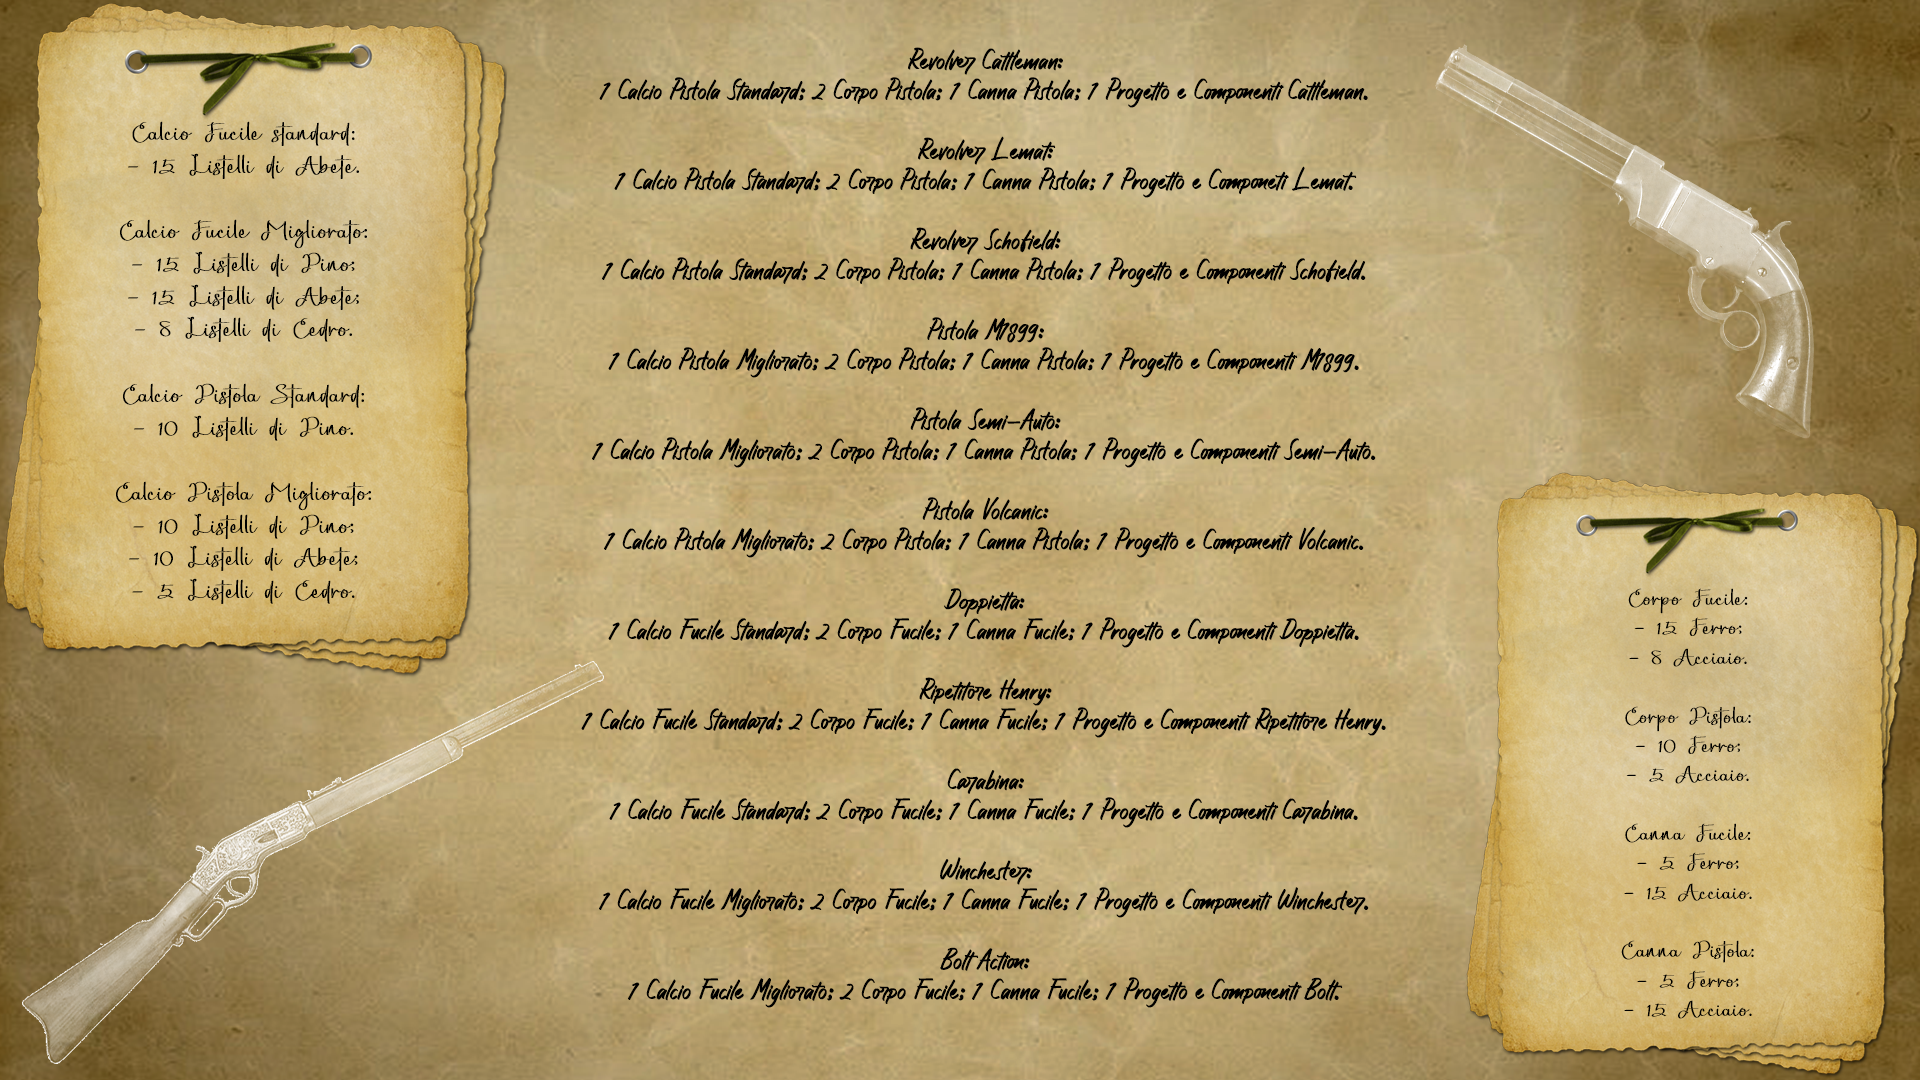 Calcio Fucile standard:
- 15 Listelli di Abete.
Calcio Fucile Migliorato:
- 15 Listelli di Pino;
- 15 Listelli di Abete;
- 8 Listelli di Cedro.
Calcio Pistola Standard:
- 10 Listelli di Pino.
Calcio Pistola Migliorato:
- 10 Listelli di Pino;
- 10 Listelli di Abete;
- 5 Listelli di Cedro.
Revolver Cattleman:
1 Calcio Pistola Standard; 2 Corpo Pistola; 1 Canna Pistola; 1 Progetto e Componenti Cattleman.
Revolver Lemat:
1 Calcio Pistola Standard; 2 Corpo Pistola; 1 Canna Pistola; 1 Progetto e Componeti Lemat.
Revolver Schofield:
1 Calcio Pistola Standard; 2 Corpo Pistola; 1 Canna Pistola; 1 Progetto e Componenti Schofield.
Pistola M1899:
1 Calcio Pistola Migliorato; 2 Corpo Pistola; 1 Canna Pistola; 1 Progetto e Componenti M1899.
Pistola Semi-Auto:
1 Calcio Pistola Migliorato; 2 Corpo Pistola; 1 Canna Pistola; 1 Progetto e Componenti Semi-Auto.
Pistola Volcanic:
1 Calcio Pistola Migliorato; 2 Corpo Pistola; 1 Canna Pistola; 1 Progetto e Componenti Volcanic.
Doppietta:
1 Calcio Fucile Standard; 2 Corpo Fucile; 1 Canna Fucile; 1 Progetto e Componenti Doppietta.
Ripetitore Henry:
1 Calcio Fucile Standard; 2 Corpo Fucile; 1 Canna Fucile; 1 Progetto e Componenti Ripetitore Henry.
Carabina:
1 Calcio Fucile Standard; 2 Corpo Fucile; 1 Canna Fucile; 1 Progetto e Componenti Carabina.
Winchester:
1 Calcio Fucile Migliorato; 2 Corpo Fucile; 1 Canna Fucile; 1 Progetto e Componenti Winchester.
Bolt Action:
1 Calcio Fucile Migliorato; 2 Corpo Fucile; 1 Canna Fucile; 1 Progetto e Componenti Bolt.
Corpo Fucile:
- 15 Ferro;
- 8 Acciaio.
Corpo Pistola:
- 10 Ferro;
- 5 Acciaio.
Canna Fucile:
- 5 Ferro;
- 15 Acciaio.
Canna Pistola:
- 5 Ferro;
- 15 Acciaio.